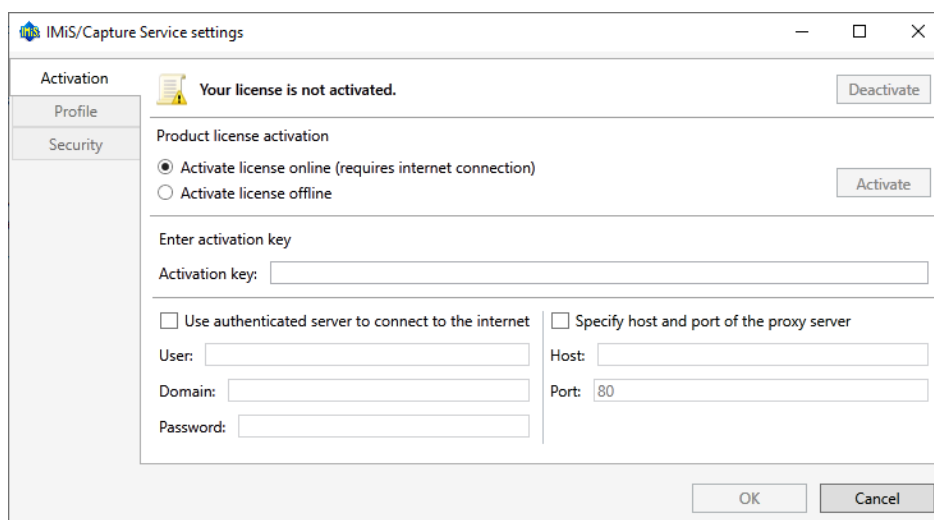 IMiS/Capture Service settings
Activation
Profile
Security
Your license is not activated.
Deactivate
Product license activation
Activate license online (requires internet connection)
Activate license offline
Activate
Enter activation key
Activation key:
Use authenticated server to connect to the internet
User:
Domain:
Password:
Specify host and port of the proxy server
Host:
Port: 80
OK
Cancel